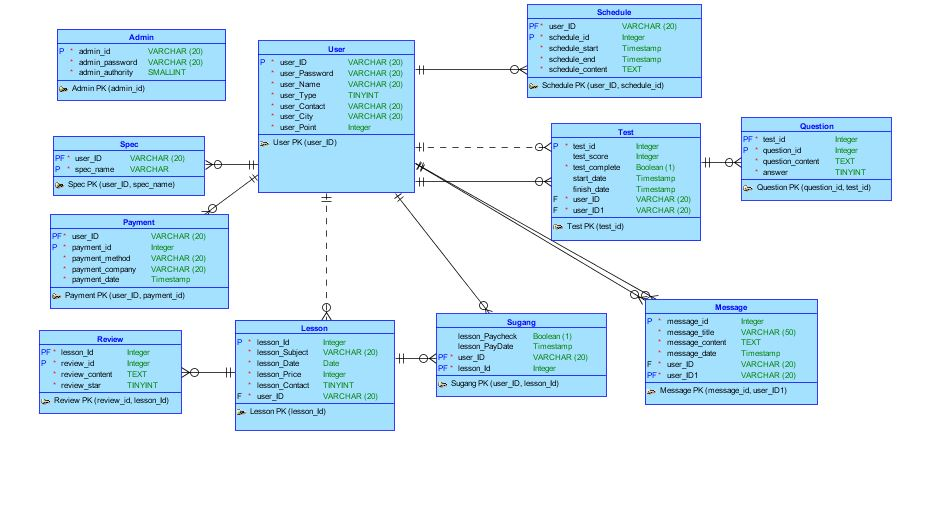 Admin
P * admin_id VARCHAR (20)
* admin_password VARCHAR (20)
* admin_authority SMALLINT
Admin PK (admin_id)
User
P * user_ID VARCHAR (20)
* user_Password VARCHAR (20)
* user_Name VARCHAR (20)
* user_Type TINYINT
* user_Contact VARCHAR (20)
* user_City VARCHAR (20)
* user_Point Integer
User PK (user_ID)
Schedule
PF * user_ID VARCHAR (20)
P * schedule_id Integer
* schedule_start Timestamp
* schedule_end Timestamp
* schedule_content TEXT
Schedule PK (user_ID, schedule_id)
Spec
PF * user_ID VARCHAR (20)
P * spec_name VARCHAR
Spec PK (user_ID, spec_name)
Test
P * test_id Integer
test_score Integer
* test_complete Boolean (1)
start_date Timestamp
finish_date Timestamp
F * user_ID VARCHAR (20)
F * user_ID1 VARCHAR (20)
Test PK (test_id)
Question
PF * test_id Integer
P * question_id Integer
* question_content TEXT
* answer TINYINT
Question PK (question_id, test_id)
Payment
PF * user_ID VARCHAR (20)
P * payment_id Integer
* payment_method VARCHAR (20)
* payment_company VARCHAR (20)
* payment_date Timestamp
Payment PK (user_ID, payment_id)
Review
PF * lesson_Id Integer
P * review_id Integer
* review_content TEXT
* review_star TINYINT
Review PK (review_id, lesson_Id)
Lesson
P * lesson_Id Integer
* lesson_Subject VARCHAR (20)
* lesson_Date Date
* lesson_Price Integer
* lesson_Contact TINYINT
F * user_ID VARCHAR (20)
Lesson PK (lesson_Id)
Sugang
lesson_Paycheck Boolean (1)
lesson_PayDate Timestamp
PF * user_ID VARCHAR (20)
PF * lesson_Id Integer
Sugang PK (user_ID, lesson_Id)
Message
P * message_id Integer
* message_title VARCHAR (50)
* message_content TEXT
* message_date Timestamp
F * user_ID VARCHAR (20)
PF * user_ID1 VARCHAR (20)
Message PK (message_id, user_ID1)